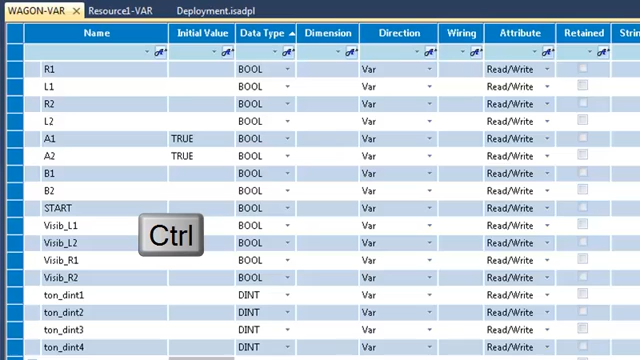 WAGON-VAR Resource1-VAR Deployment.isadpl
Name Initial Value Data Type Dimension Direction Wiring Attribute Retained Strin
R1 BOOL Var Read/Write
L1 BOOL Var Read/Write
R2 BOOL Var Read/Write
L2 BOOL Var Read/Write
A1 TRUE BOOL Var Read/Write
A2 TRUE BOOL Var Read/Write
B1 BOOL Var Read/Write
B2 BOOL Var Read/Write
START BOOL Var Read/Write
Visib_L1 BOOL Var Read/Write
Ctrl
Visib_L2 BOOL Var Read/Write
Visib_R1 BOOL Var Read/Write
Visib_R2 BOOL Var Read/Write
ton_dint1 DINT Var Read/Write
ton_dint2 DINT Var Read/Write
ton_dint3 DINT Var Read/Write
ton_dint4 DINT Var Read/Write